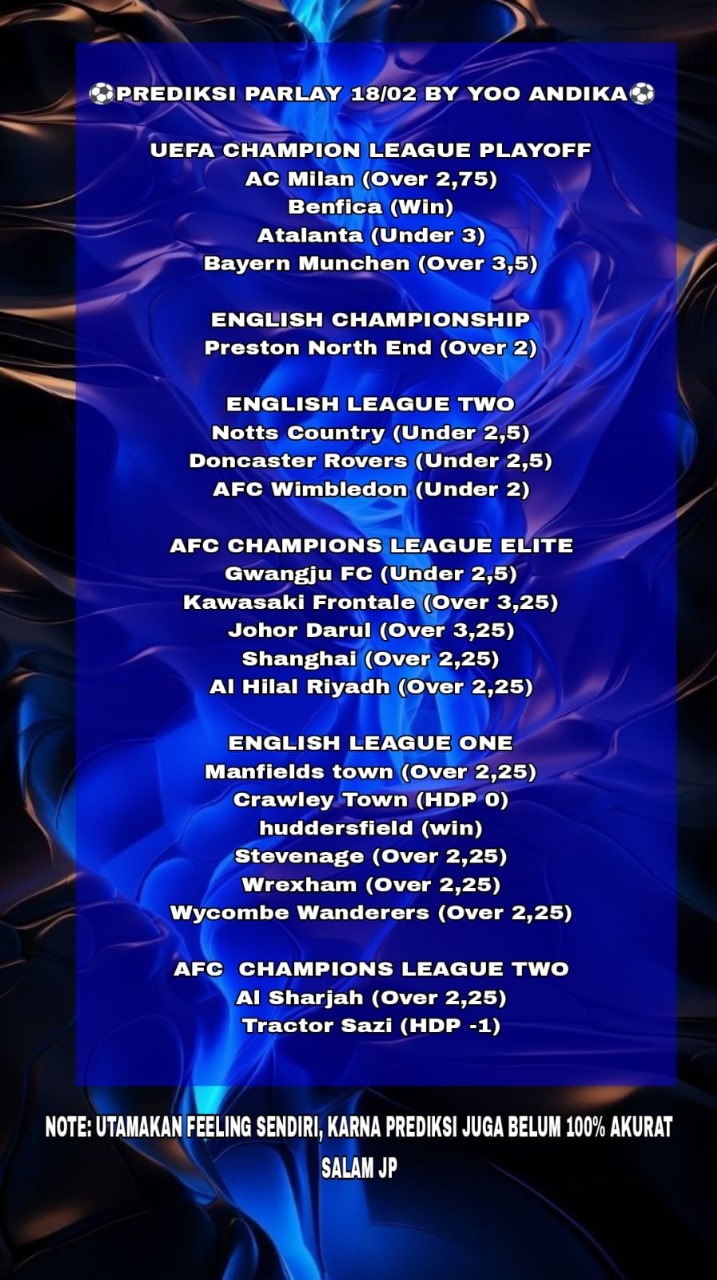 ⚽PREDIKSI PARLAY 18/02 BY YOO ANDIKA⚽
UEFA CHAMPION LEAGUE PLAYOFF
AC Milan (Over 2,75)
Benfica (Win)
Atalanta (Under 3)
Bayern Munchen (Over 3,5)
ENGLISH CHAMPIONSHIP
Preston North End (Over 2)
ENGLISH LEAGUE TWO
Notts Country (Under 2,5)
Doncaster Rovers (Under 2,5)
AFC Wimbledon (Under 2)
AFC CHAMPIONS LEAGUE ELITE
Gwangju FC (Under 2,5)
Kawasaki Frontale (Over 3,25)
Johor Darul (Over 3,25)
Shanghai (Over 2,25)
Al Hilal Riyadh (Over 2,25)
ENGLISH LEAGUE ONE
Manfields town (Over 2,25)
Crawley Town (HDP 0)
huddersfield (win)
Stevenage (Over 2,25)
Wrexham (Over 2,25)
Wycombe Wanderers (Over 2,25)
AFC CHAMPIONS LEAGUE TWO
Al Sharjah (Over 2,25)
Tractor Sazi (HDP -1)
NOTE: UTAMAKAN FEELING SENDIRI, KARNA PREDIKSI JUGA BELUM 100% AKURAT
SALAM JP